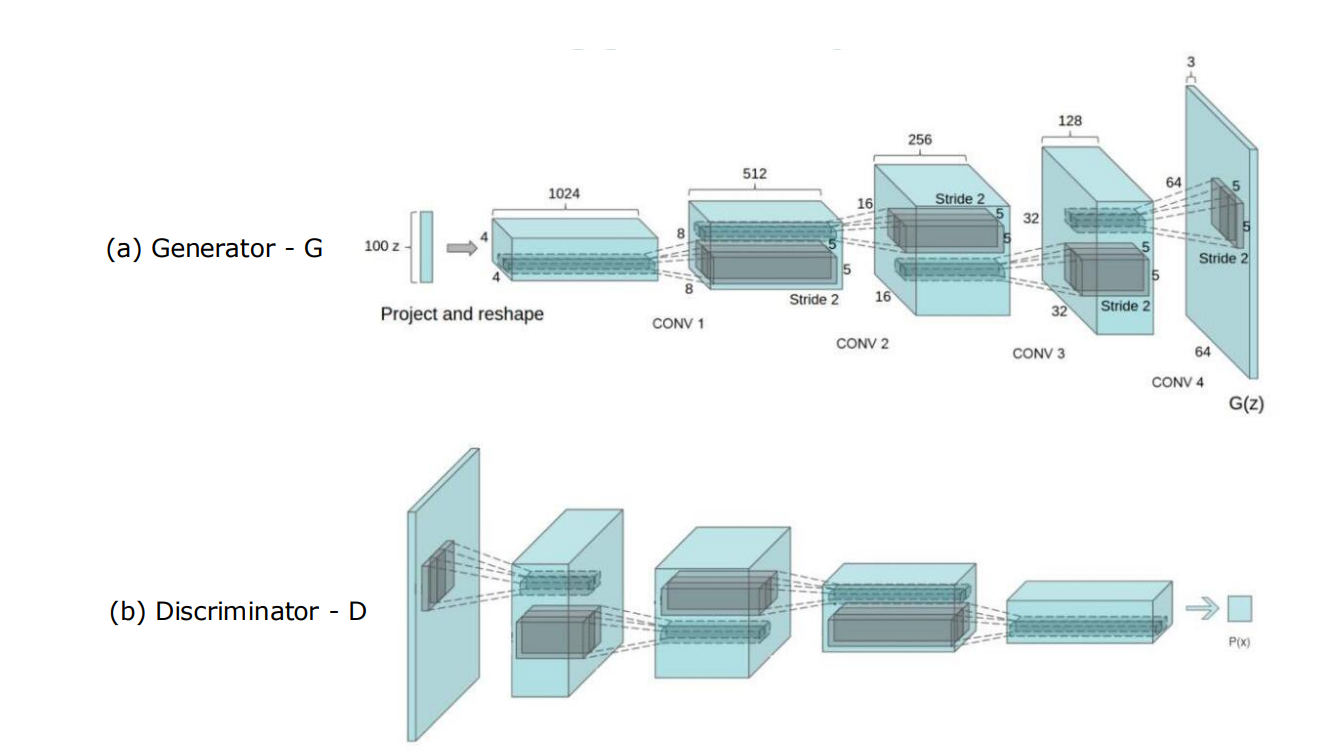 3
128
256
64
512
5
1024
16
Stride 2
5
32
5
8
5
5
4
100 z
(a) Generator - G
5
Stride 2
5
5
4
8
16
Stride 2
32
Stride 2
Project and reshape
CONV 1
CONV 2
CONV 3
64
CONV 4
G(z)
(b) Discriminator - D
P(x)